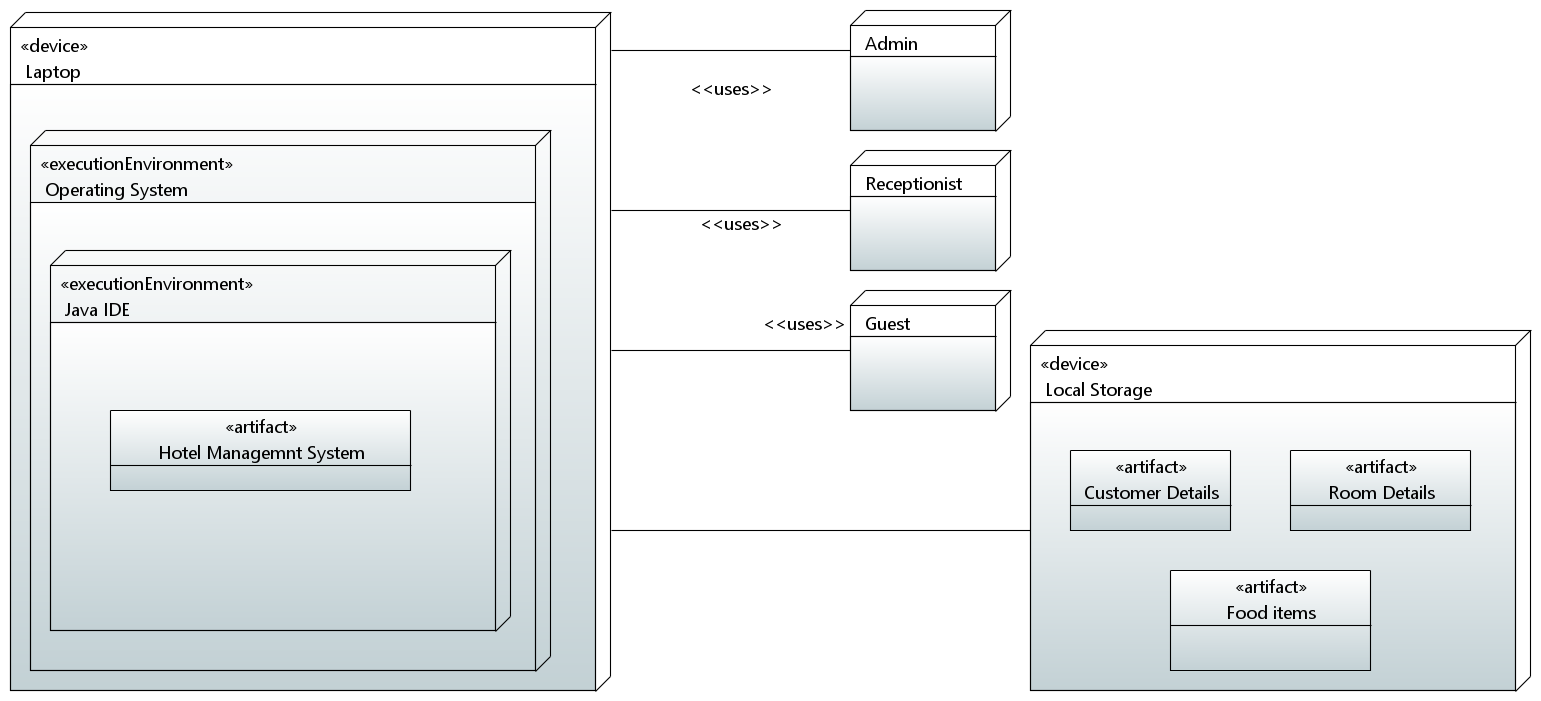 «device»
Laptop
«executionEnvironment»
Operating System
«executionEnvironment»
Java IDE
«artifact»
Hotel Managemnt System
<<uses>>
Admin
<<uses>>
Receptionist
<<uses>>
Guest
«device»
Local Storage
«artifact»
Customer Details
«artifact»
Room Details
«artifact»
Food items